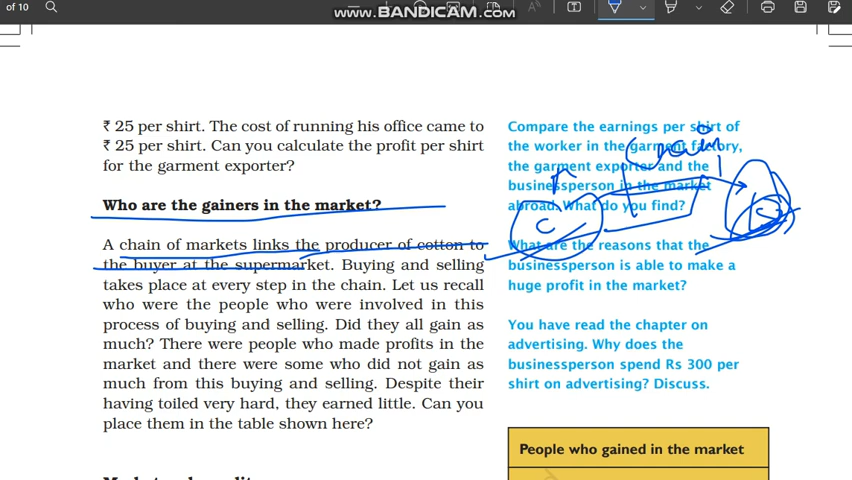 of 10
WWW.BANDICAM.COM
₹ 25 per shirt. The cost of running his office came to
₹ 25 per shirt. Can you calculate the profit per shirt
for the garment exporter?
Who are the gainers in the market?
A chain of markets links the producer of cotton to
the buyer at the supermarket. Buying and selling
takes place at every step in the chain. Let us recall
who were the people who were involved in this
process of buying and selling. Did they all gain as
much? There were people who made profits in the
market and there were some who did not gain as
much from this buying and selling. Despite their
having toiled very hard, they earned little. Can you
place them in the table shown here?
Compare the earnings per shirt of
the worker in the garment factory,
the garment exporter and the
businessperson in the market
abroad. What do you find?
What are the reasons that the
businessperson is able to make a
huge profit in the market?
You have read the chapter on
advertising. Why does the
businessperson spend Rs 300 per
shirt on advertising? Discuss.
People who gained in the market
Chain
C
S